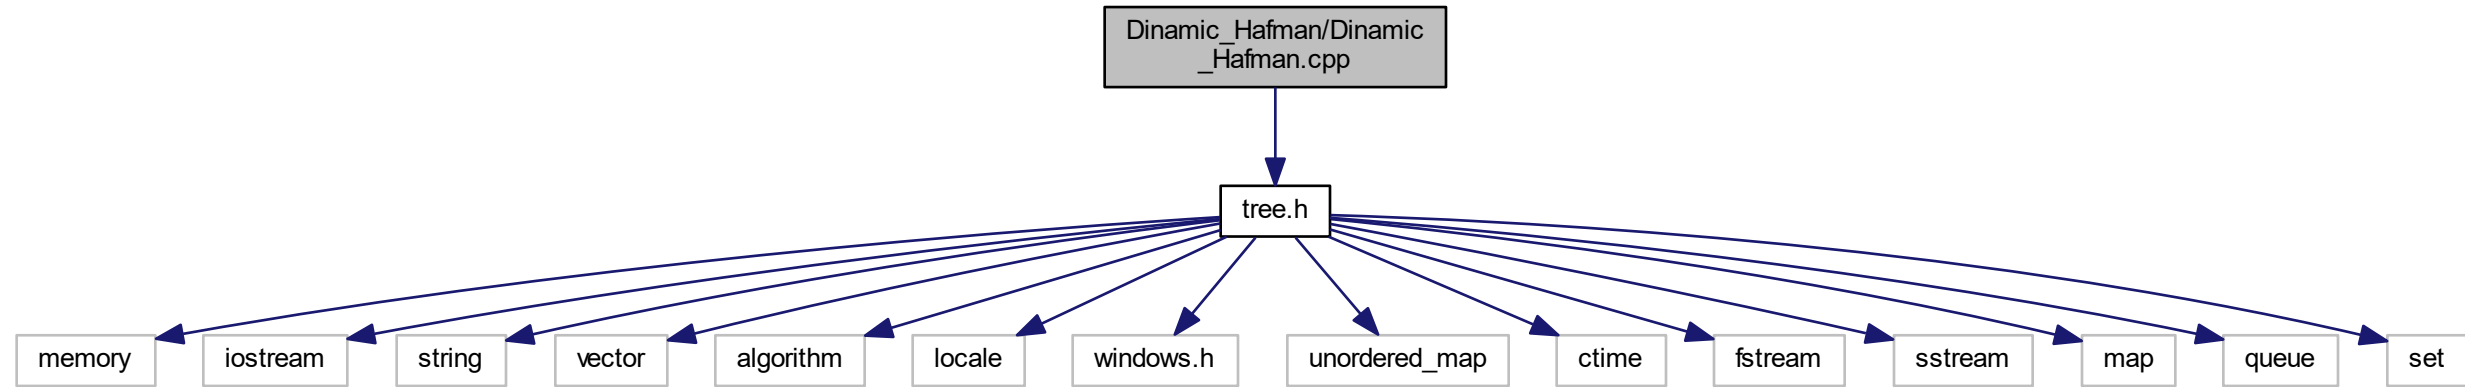 Dinamic_Hafman/Dinamic
_Hafman.cpp
tree.h
memory
iostream
string
vector
algorithm
locale
windows.h
unordered_map
ctime
fstream
sstream
map
queue
set